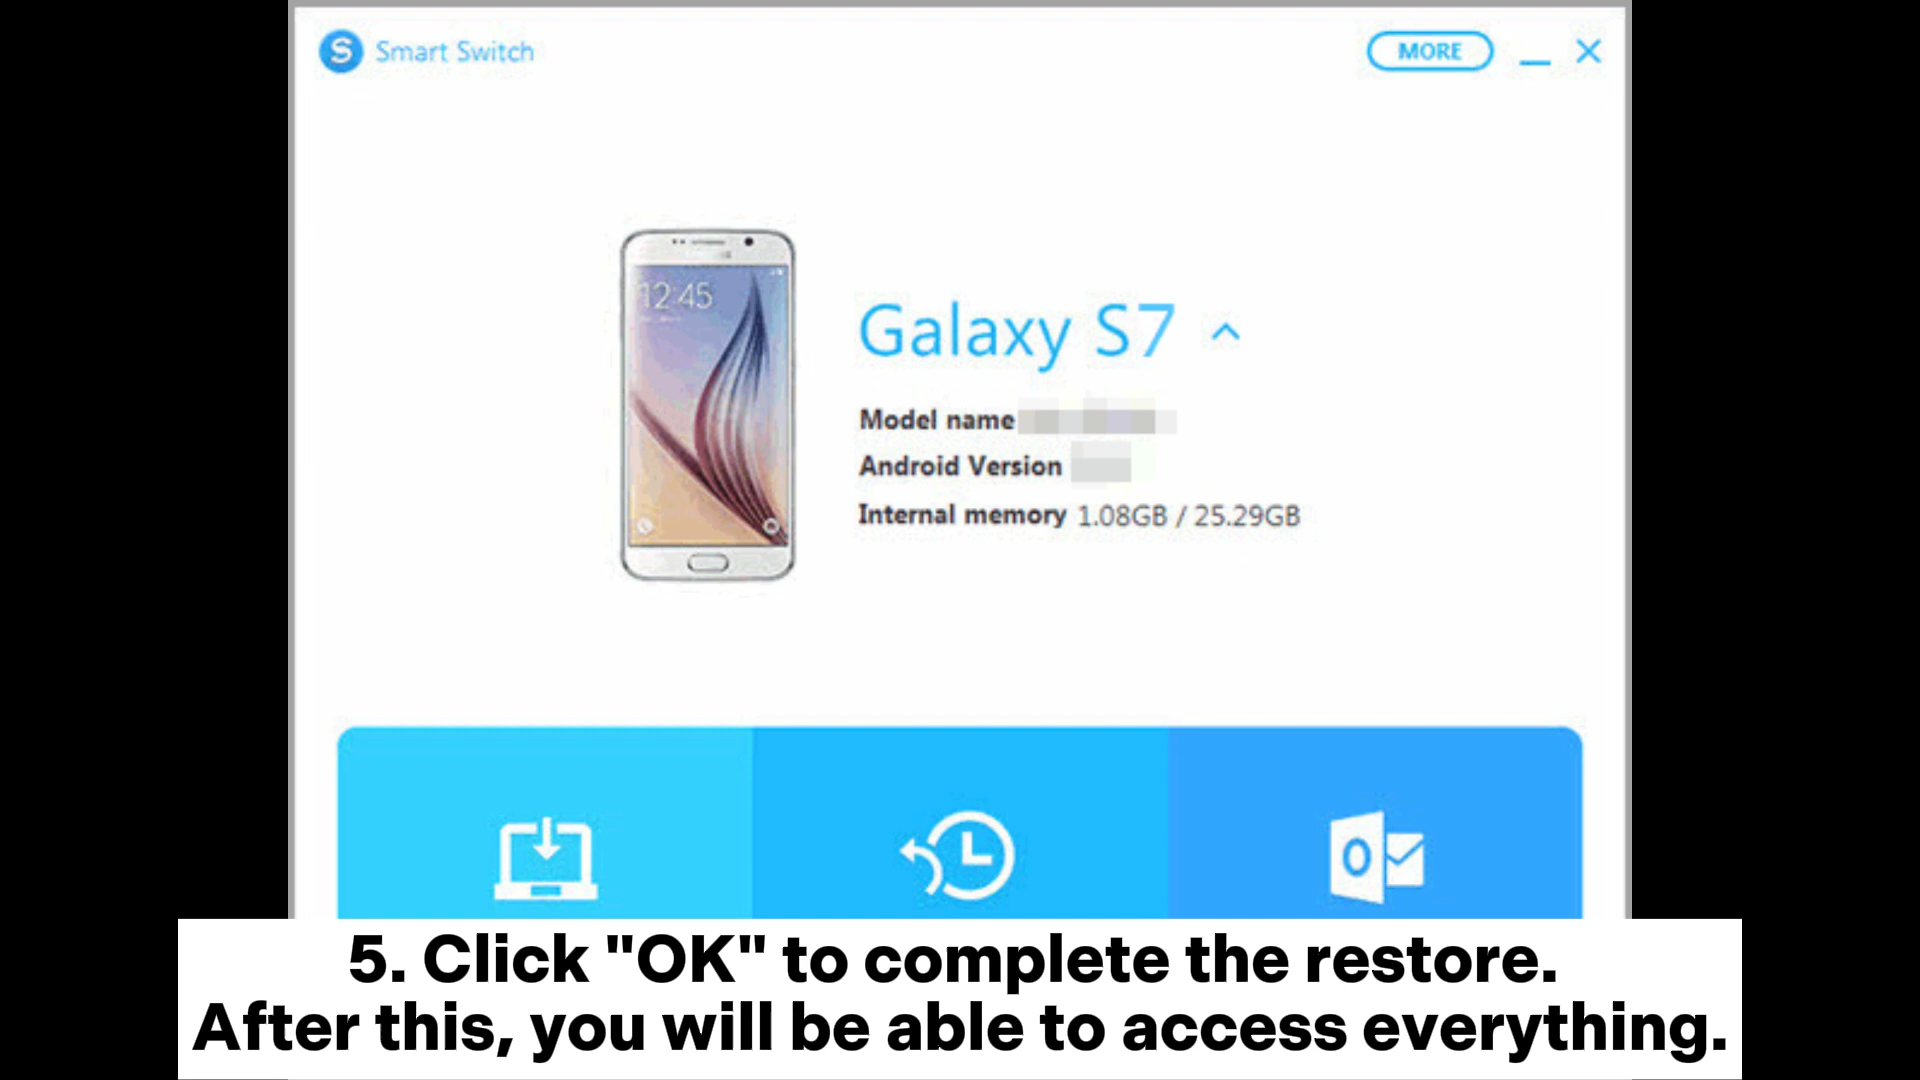 S Smart Switch MORE
12:45
Galaxy S7
Model name
Android Version
Internal memory 1.08GB / 25.29GB
5. Click "OK" to complete the restore.
After this, you will be able to access everything.